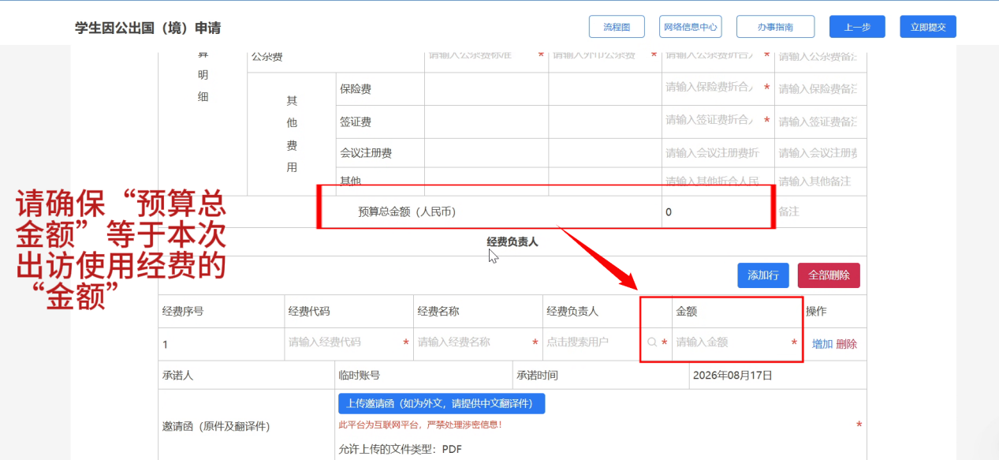 学生因公出国（境）申请
流程图
网络信息中心
办事指南
上一步
立即提交
算
明
细
公杂费
请输入公杂费标准 *
请输入外币公杂费 *
请输入公杂费折合人 *
请输入公杂费备注
其
他
费
用
保险费
请输入保险费折合人 *
请输入保险费备注
签证费
请输入签证费折合人 *
请输入签证费备注
会议注册费
请输入会议注册费折
请输入会议注册费
其他
请输入其他折合人民
请输入其他备注
请确保“预算总
金额”等于本次
出访使用经费的
“金额”
预算总金额（人民币）
0
备注
经费负责人
添加行
全部删除
经费序号
经费代码
经费名称
经费负责人
金额
操作
1
请输入经费代码 *
请输入经费名称 *
点击搜索用户 *
请输入金额 *
增加 删除
承诺人
临时账号
承诺时间
2026年08月17日
邀请函（原件及翻译件）
上传邀请函（如为外文，请提供中文翻译件）
此平台为互联网平台，严禁处理涉密信息！
*
允许上传的文件类型：PDF